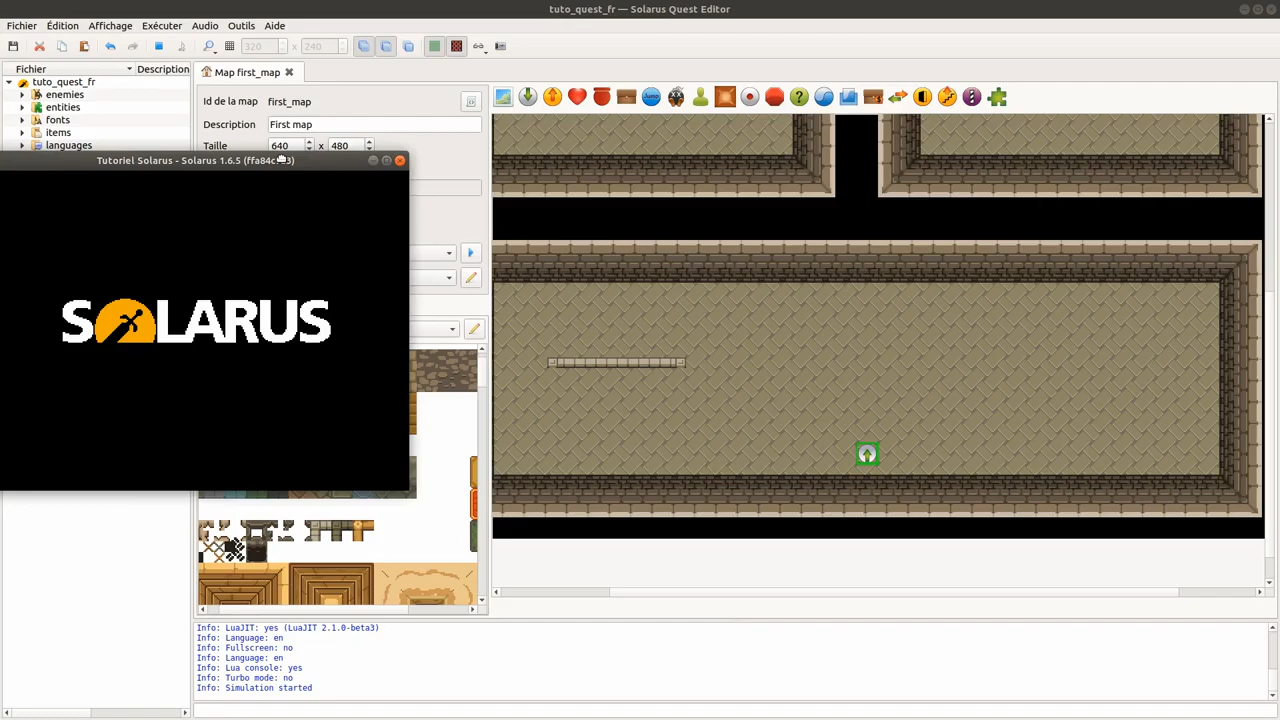 tuto_quest_fr — Solarus Quest Editor
Fichier Édition Affichage Exécuter Audio Outils Aide
320 x 240
Fichier Description
tuto_quest_fr
enemies
entities
fonts
items
languages
Map first_map
Id de la map first_map
Description First map
Taille 640 x 480
Tutoriel Solarus - Solarus 1.6.5
SOLARUS
Jump
Info: LuaJIT: yes (LuaJIT 2.1.0-beta3)
Info: Language: en
Info: Fullscreen: no
Info: Language: en
Info: Lua console: yes
Info: Turbo mode: no
Info: Simulation started